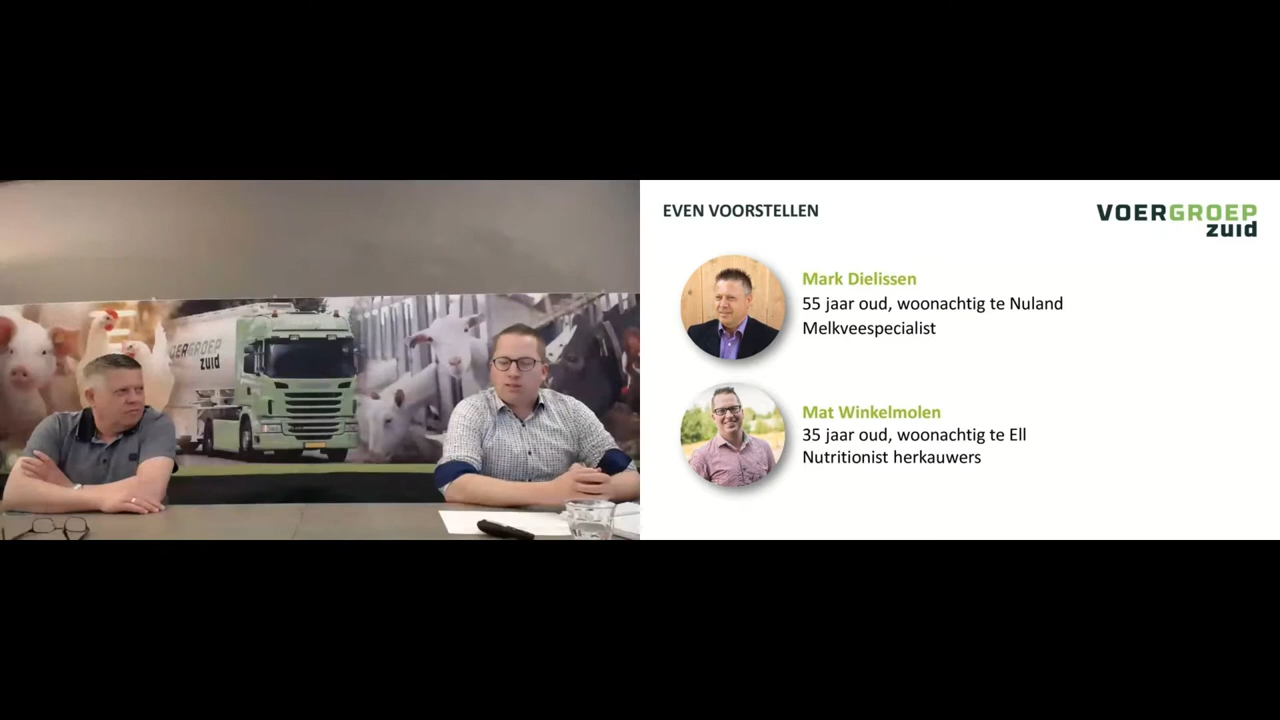 VOERGROEP
zuid
EVEN VOORSTELLEN
VOERGROEP
zuid
Mark Dielissen
55 jaar oud, woonachtig te Nuland
Melkveespecialist
Mat Winkelmolen
35 jaar oud, woonachtig te Ell
Nutritionist herkauwers